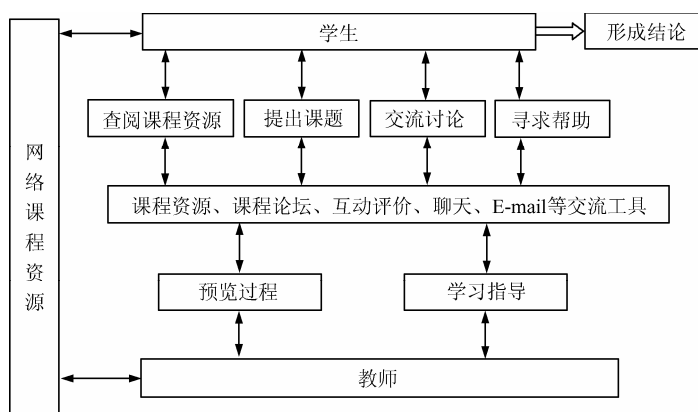 学生
形成结论
查阅课程资源
提出课题
交流讨论
寻求帮助
网络课程资源
课程资源、课程论坛、互动评价、聊天、E-mail等交流工具
预览过程
学习指导
教师